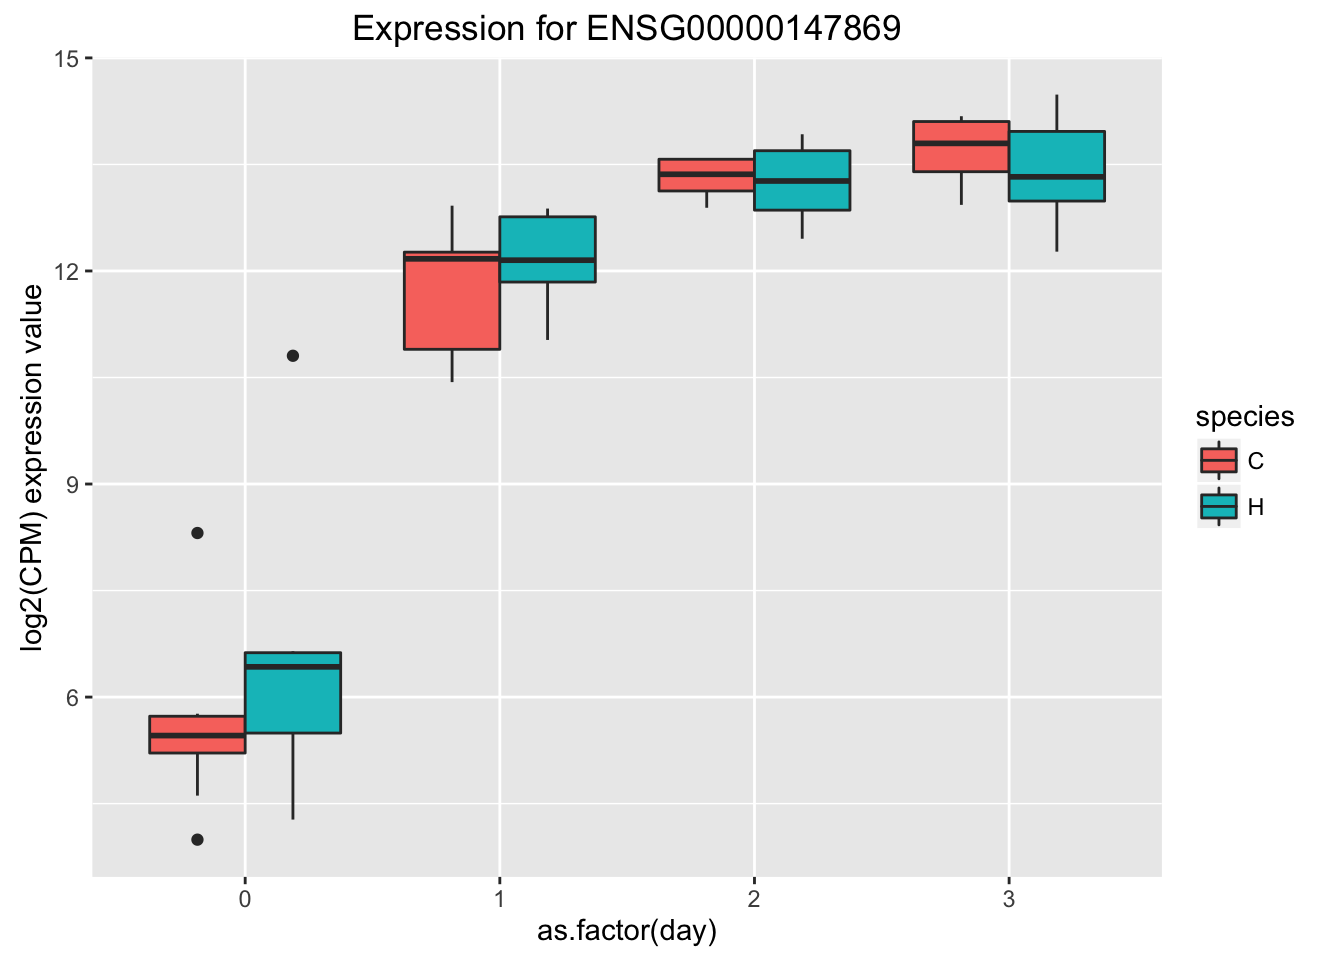 Expression for ENSG00000147869
15
12
9
6
log2(CPM) expression value
0 1 2 3
as.factor(day)
species
C
H